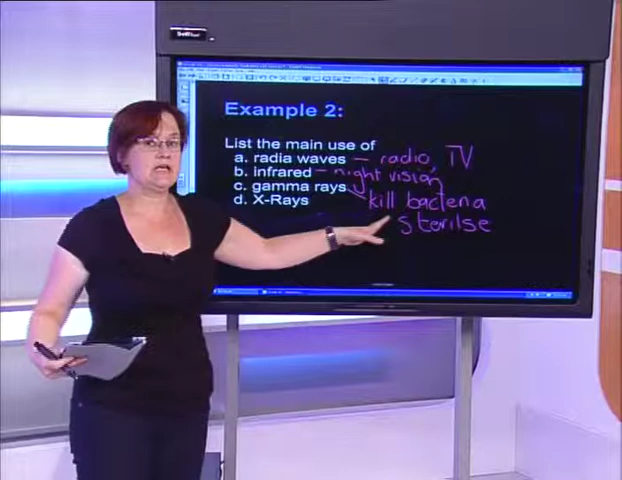 Example 2:
List the main use of
a. radia waves – radio, TV
b. infrared – night vision
c. gamma rays kill bacteria
d. X-Rays sterilse